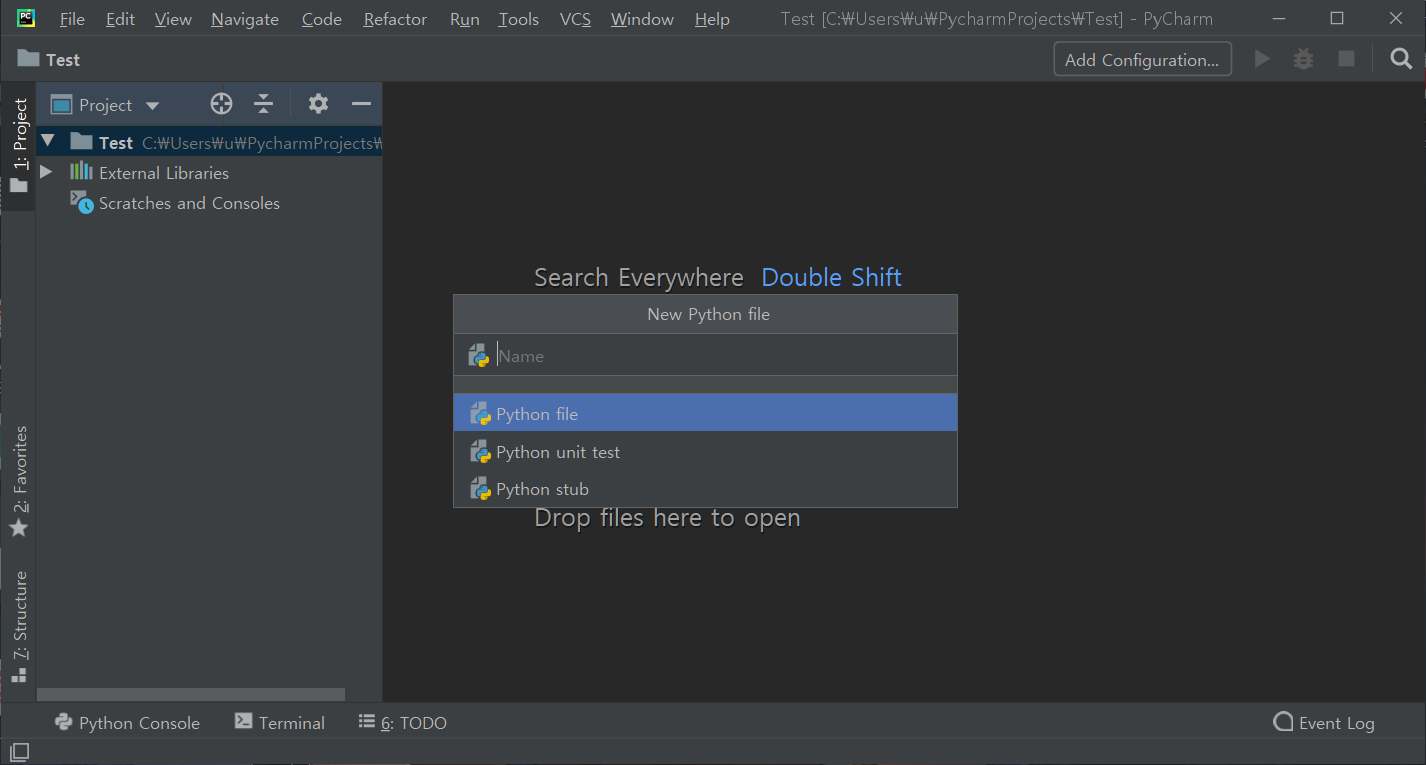 PC
File Edit View Navigate Code Refactor Run Tools VCS Window Help Test [C:₩Users₩u₩PycharmProjects₩Test] - PyCharm
Test
Add Configuration...
1: Project
Project
Test C:₩Users₩u₩PycharmProjects₩
External Libraries
Scratches and Consoles
Search Everywhere Double Shift
New Python file
Name
Python file
Python unit test
Python stub
Drop files here to open
2: Favorites
7: Structure
Python Console Terminal 6: TODO Event Log